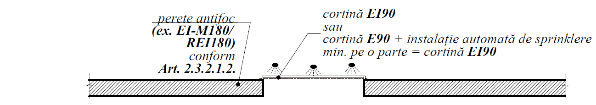 perete antifoc
(ex. EI-M180/
REI180)
conform
Art. 2.3.2.1.2.
cortină EI90
sau
cortină E90 + instalație automată de sprinklere
min. pe o parte = cortină EI90